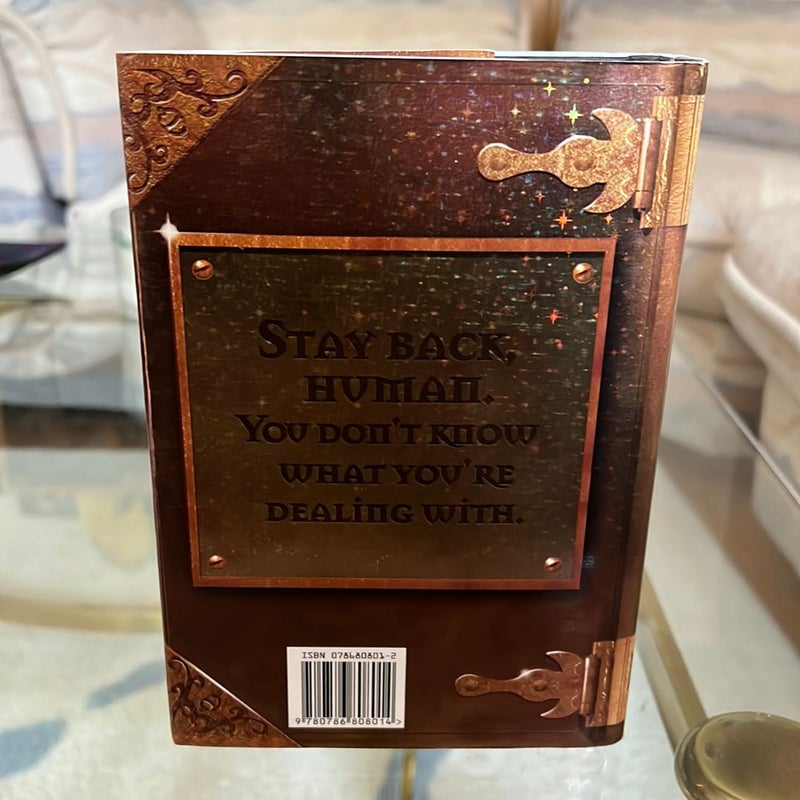 STAY BACK,
HUMAN.
YOU DON'T KNOW
WHAT YOU'RE
DEALING WITH.
ISBN 078680801-2
9 780786 808014 >